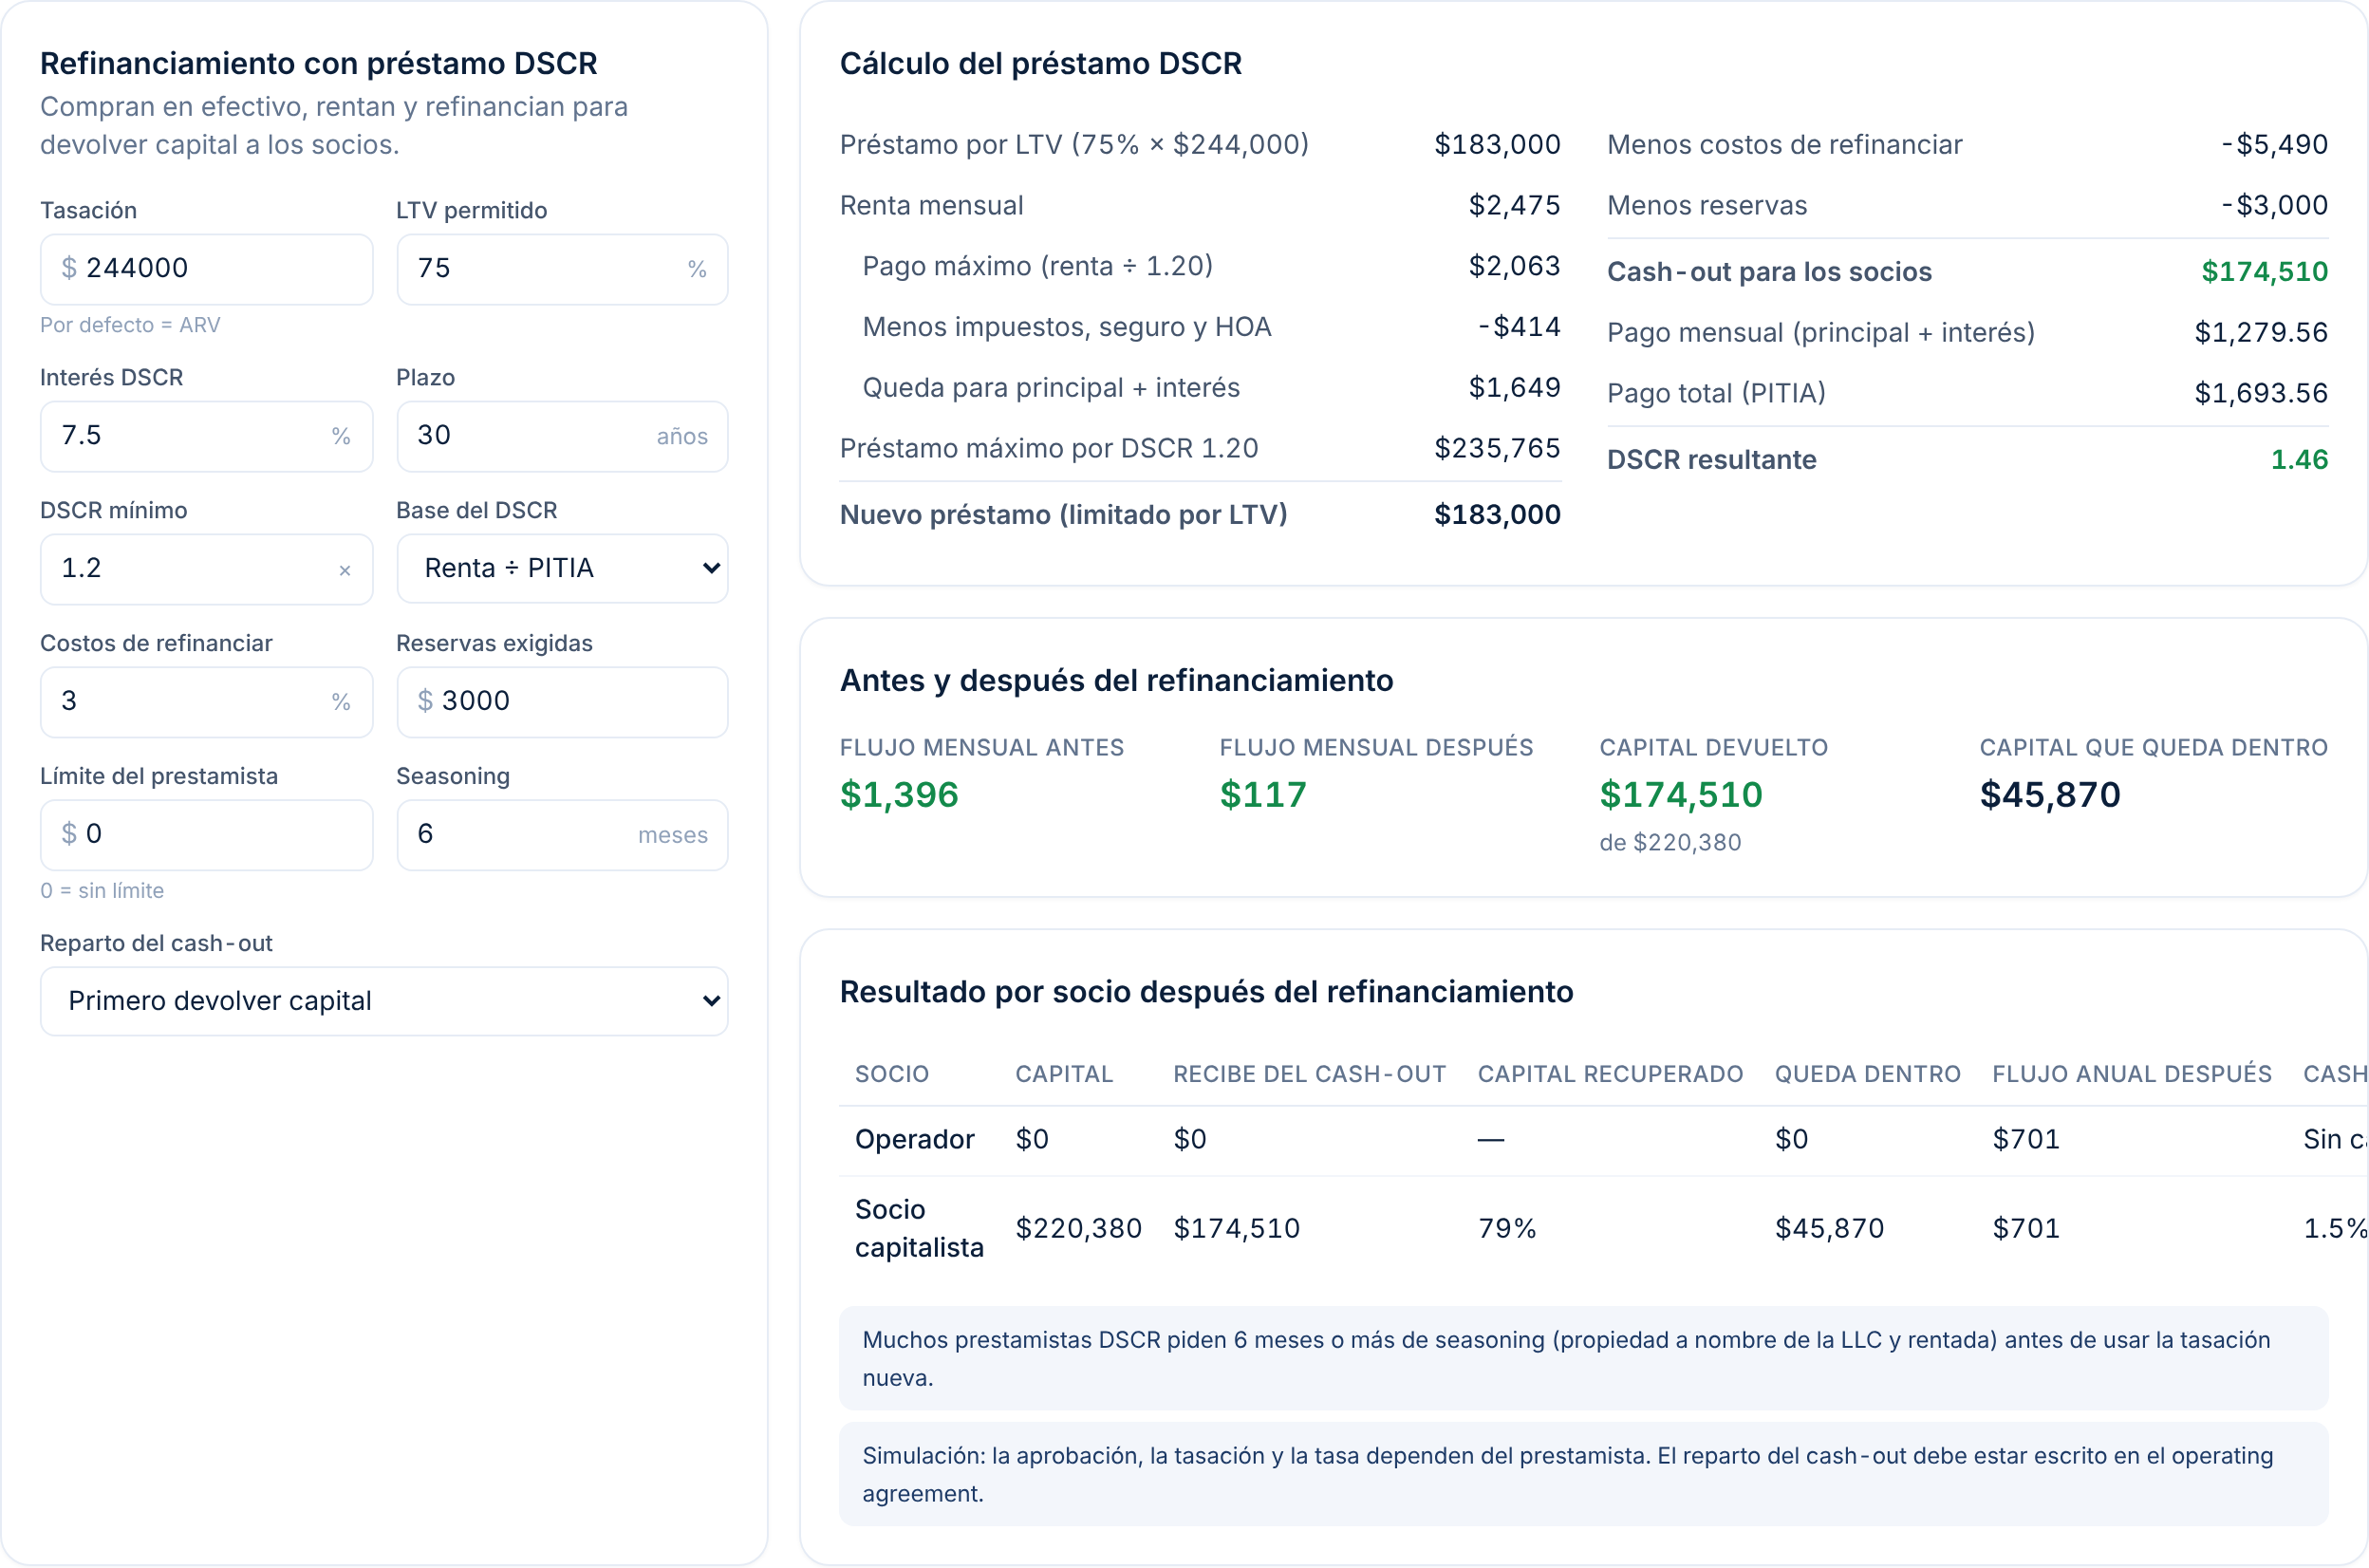 Refinanciamiento con préstamo DSCR
Compran en efectivo, rentan y refinancian para
devolver capital a los socios.
Tasación
LTV permitido
$ 244000
75 %
Por defecto = ARV
Interés DSCR
Plazo
7.5 %
30 años
DSCR mínimo
Base del DSCR
1.2 ×
Renta ÷ PITIA
Costos de refinanciar
Reservas exigidas
3 %
$ 3000
Límite del prestamista
Seasoning
$ 0
6 meses
0 = sin límite
Reparto del cash-out
Primero devolver capital
Cálculo del préstamo DSCR
Préstamo por LTV (75% × $244,000) $183,000
Renta mensual $2,475
Pago máximo (renta ÷ 1.20) $2,063
Menos impuestos, seguro y HOA -$414
Queda para principal + interés $1,649
Préstamo máximo por DSCR 1.20 $235,765
Nuevo préstamo (limitado por LTV) $183,000
Menos costos de refinanciar -$5,490
Menos reservas -$3,000
Cash-out para los socios $174,510
Pago mensual (principal + interés) $1,279.56
Pago total (PITIA) $1,693.56
DSCR resultante 1.46
Antes y después del refinanciamiento
FLUJO MENSUAL ANTES
$1,396
FLUJO MENSUAL DESPUÉS
$117
CAPITAL DEVUELTO
$174,510
de $220,380
CAPITAL QUE QUEDA DENTRO
$45,870
Resultado por socio después del refinanciamiento
SOCIO CAPITAL RECIBE DEL CASH-OUT CAPITAL RECUPERADO QUEDA DENTRO FLUJO ANUAL DESPUÉS CASH
Operador $0 $0 — $0 $701 Sin
Socio
capitalista $220,380 $174,510 79% $45,870 $701 1.5%
Muchos prestamistas DSCR piden 6 meses o más de seasoning (propiedad a nombre de la LLC y rentada) antes de usar la tasación
nueva.
Simulación: la aprobación, la tasación y la tasa dependen del prestamista. El reparto del cash-out debe estar escrito en el operating
agreement.